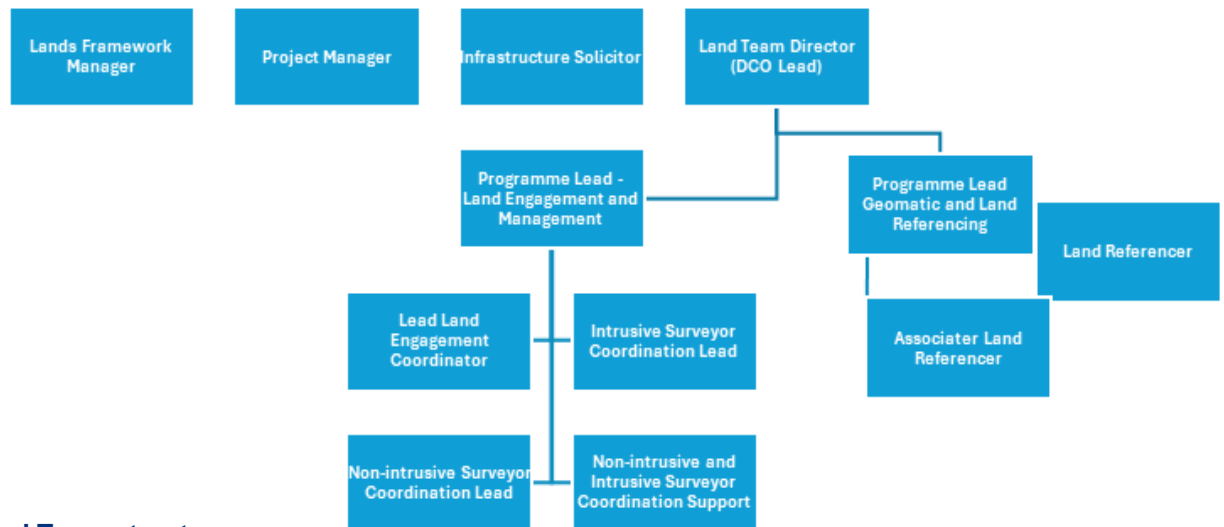 Lands Framework
Manager
Project Manager
Infrastructure Solicitor
Land Team Director
(DCO Lead)
Programme Lead -
Land Engagement and
Management
Programme Lead
Geomatic and Land
Referencing
Land Referencer
Lead Land
Engagement
Coordinator
Intrusive Surveyor
Coordination Lead
Associater Land
Referencer
Non-intrusive Surveyor
Coordination Lead
Non-intrusive and
Intrusive Surveyor
Coordination Support